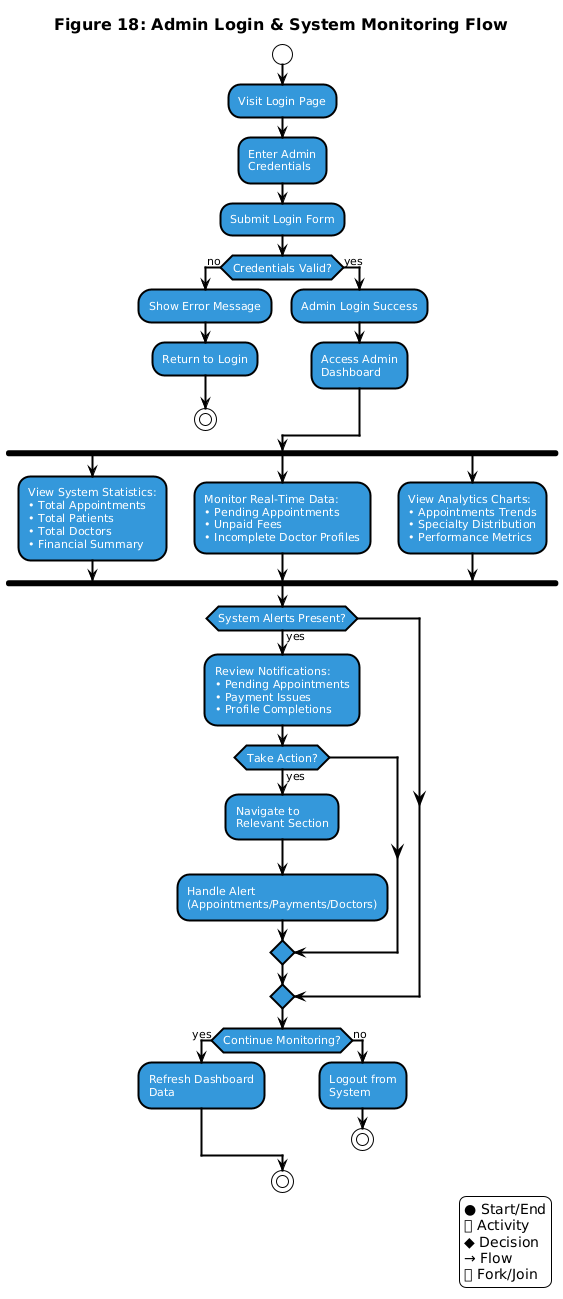 Figure 18: Admin Login & System Monitoring Flow
Visit Login Page
Enter Admin
Credentials
Submit Login Form
Credentials Valid?
no
yes
Show Error Message
Admin Login Success
Return to Login
Access Admin
Dashboard
View System Statistics:
• Total Appointments
• Total Patients
• Total Doctors
• Financial Summary
Monitor Real-Time Data:
• Pending Appointments
• Unpaid Fees
• Incomplete Doctor Profiles
View Analytics Charts:
• Appointments Trends
• Specialty Distribution
• Performance Metrics
System Alerts Present?
yes
Review Notifications:
• Pending Appointments
• Payment Issues
• Profile Completions
Take Action?
yes
Navigate to
Relevant Section
Handle Alert
(Appointments/Payments/Doctors)
Continue Monitoring?
yes
no
Refresh Dashboard
Data
Logout from
System
● Start/End
▯ Activity
◆ Decision
→ Flow
▯ Fork/Join